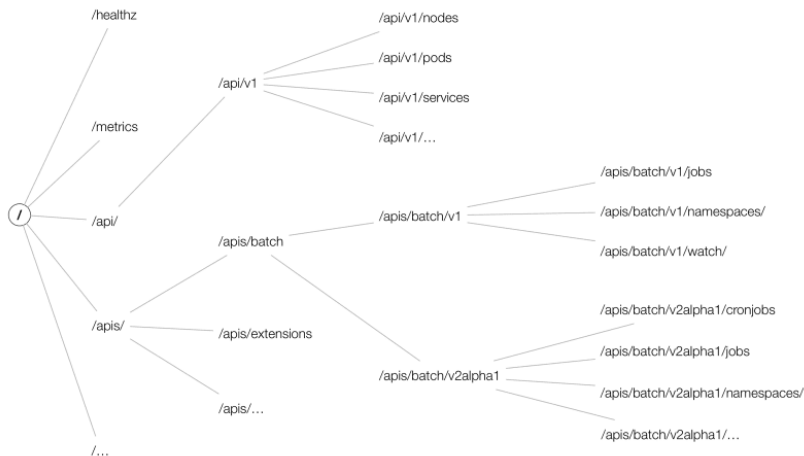 /healthz
/metrics
/
/api/
/apis/
/...
/api/v1
/apis/batch
/apis/extensions
/apis/...
/api/v1/nodes
/api/v1/pods
/api/v1/services
/api/v1/...
/apis/batch/v1
/apis/batch/v2alpha1
/apis/batch/v1/jobs
/apis/batch/v1/namespaces/
/apis/batch/v1/watch/
/apis/batch/v2alpha1/cronjobs
/apis/batch/v2alpha1/jobs
/apis/batch/v2alpha1/namespaces/
/apis/batch/v2alpha1/...